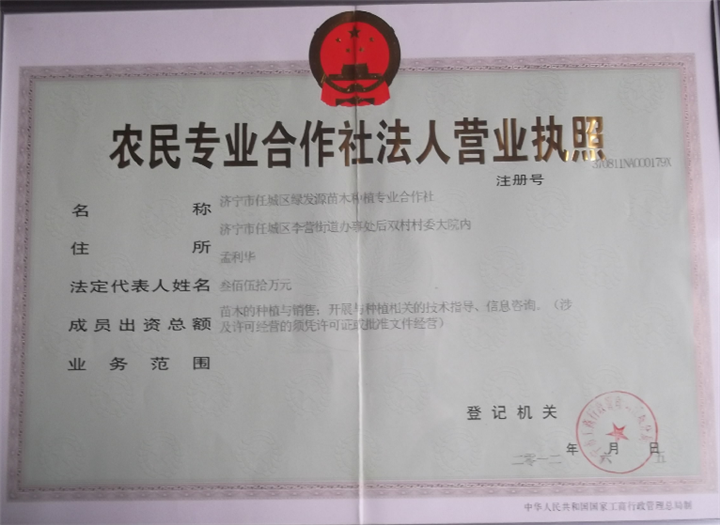 农民专业合作社法人营业执照
370811NA000179X
注册号
名称 济宁市任城区绿发源苗木种植专业合作社
住所 济宁市任城区李营街道办事处后双村村委大院内
法定代表人姓名 孟利华
成员出资总额 叁佰伍拾万元
业务范围 苗木的种植与销售;开展与种植相关的技术指导、信息咨询。(涉
及许可经营的须凭许可证或批准文件经营)
登记机关
二零一二年 六月 五日
中华人民共和国国家工商行政管理总局制